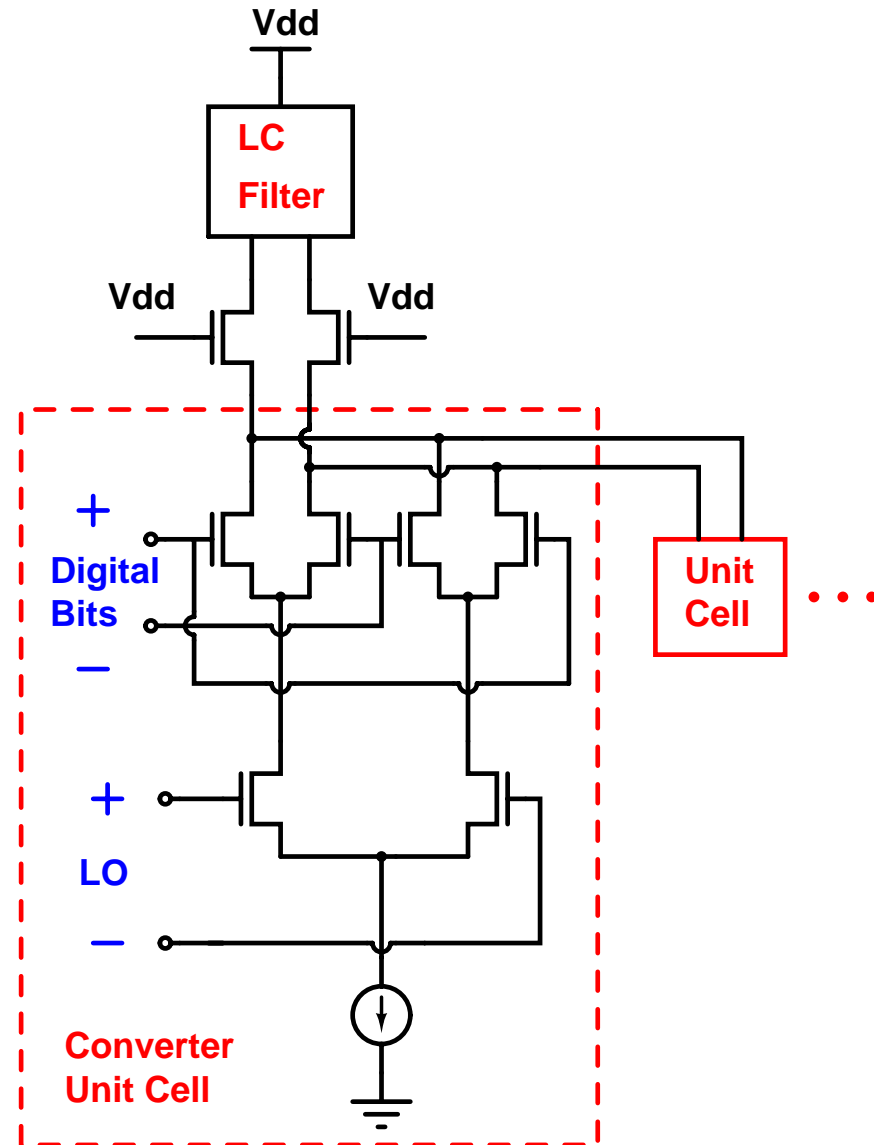 Vdd
LC
Filter
Vdd
Vdd
+
Digital
Bits
−
Unit
Cell
+
LO
−
Converter
Unit Cell